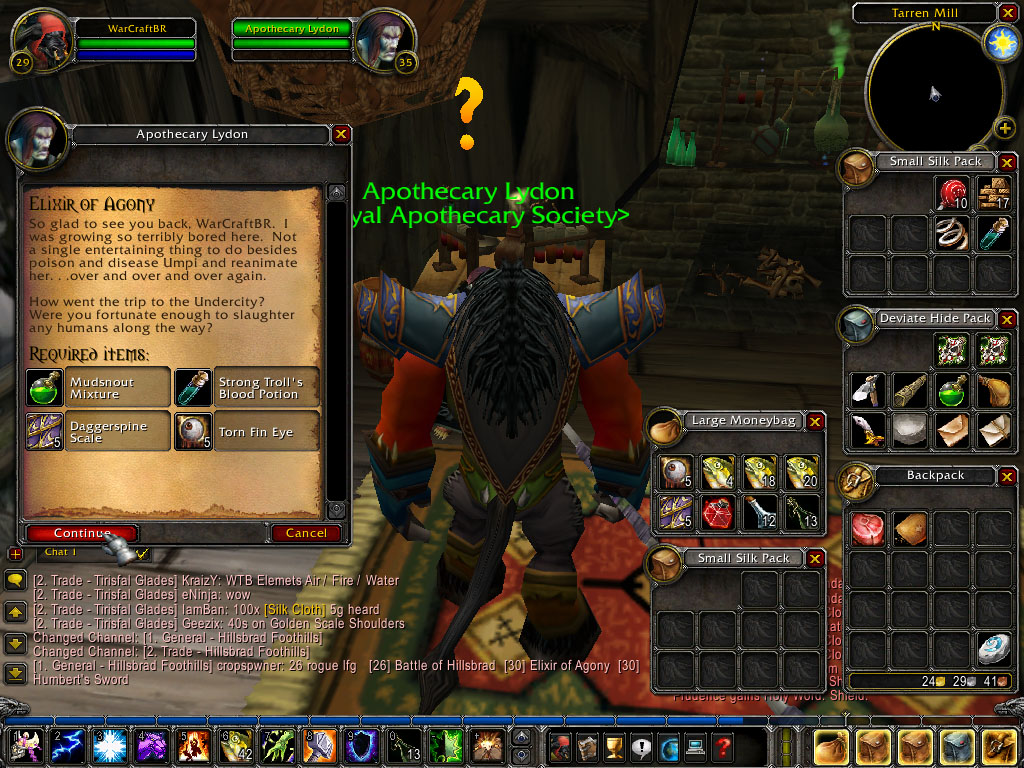 WarCraftBR
29
Apothecary Lydon
35
Tarren Mill
N
Apothecary Lydon
Elixir of Agony
So glad to see you back, WarCraftBR. I
was growing so terribly bored here. Not
a single entertaining thing to do besides
poison and disease Umpi and reanimate
her. . .over and over and over again.
How went the trip to the Undercity?
Were you fortunate enough to slaughter
any humans along the way?
Required items:
Mudsnout
Mixture
Strong Troll's
Blood Potion
5
Daggerspine
Scale
5
Torn Fin Eye
Continue
Cancel
?
Apothecary Lydon
yal Apothecary Society>
Small Silk Pack
10
17
Deviate Hide Pack
Large Moneybag
5
4
18
20
5
12
13
Small Silk Pack
Backpack
24 29 41
Chat 1
[2. Trade - Tirisfal Glades] KraizY: WTB Elemets Air / Fire / Water
[2. Trade - Tirisfal Glades] eNinja: wow
[2. Trade - Tirisfal Glades] IamBan: 100x [Silk Cloth] 5g heard
[2. Trade - Tirisfal Glades] Geezix: 40s on Golden Scale Shoulders
Changed Channel: [1. General - Hillsbrad Foothills]
Changed Channel: [2. Trade - Hillsbrad Foothills]
[1. General - Hillsbrad Foothills] cropspwner: 26 rogue lfg [26] Battle of Hillsbrad [30] Elixir of Agony [30]
Humbert's Sword
Prudence gains Holy Word: Shield.
2
3
4
5
6
42
8
0
13